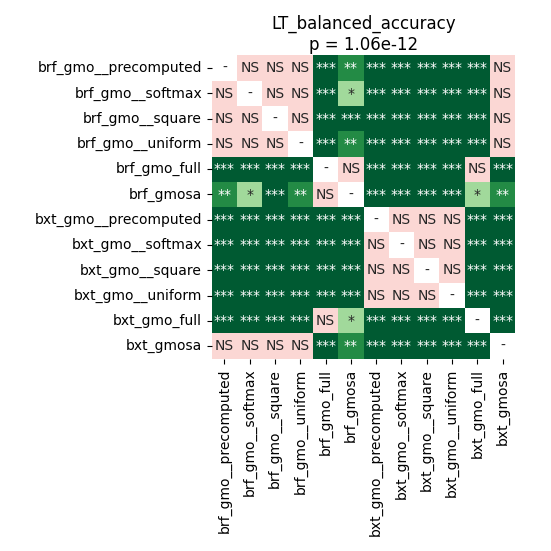 LT_balanced_accuracy
p = 1.06e-12
brf_gmo__precomputed - NS NS NS *** ** *** *** *** *** *** NS
brf_gmo__softmax NS - NS NS *** * *** *** *** *** *** NS
brf_gmo__square NS NS - NS *** *** *** *** *** *** *** NS
brf_gmo__uniform NS NS NS - *** ** *** *** *** *** *** NS
brf_gmo_full *** *** *** *** - NS *** *** *** *** NS ***
brf_gmosa ** * *** ** NS - *** *** *** *** * **
bxt_gmo__precomputed *** *** *** *** *** *** - NS NS NS *** ***
bxt_gmo__softmax *** *** *** *** *** *** NS - NS NS *** ***
bxt_gmo__square *** *** *** *** *** *** NS NS - NS *** ***
bxt_gmo__uniform *** *** *** *** *** *** NS NS NS - *** ***
bxt_gmo_full *** *** *** *** NS * *** *** *** *** - ***
bxt_gmosa NS NS NS NS *** ** *** *** *** *** *** -
brf_gmo__precomputed
brf_gmo__softmax
brf_gmo__square
brf_gmo__uniform
brf_gmo_full
brf_gmosa
bxt_gmo__precomputed
bxt_gmo__softmax
bxt_gmo__square
bxt_gmo__uniform
bxt_gmo_full
bxt_gmosa